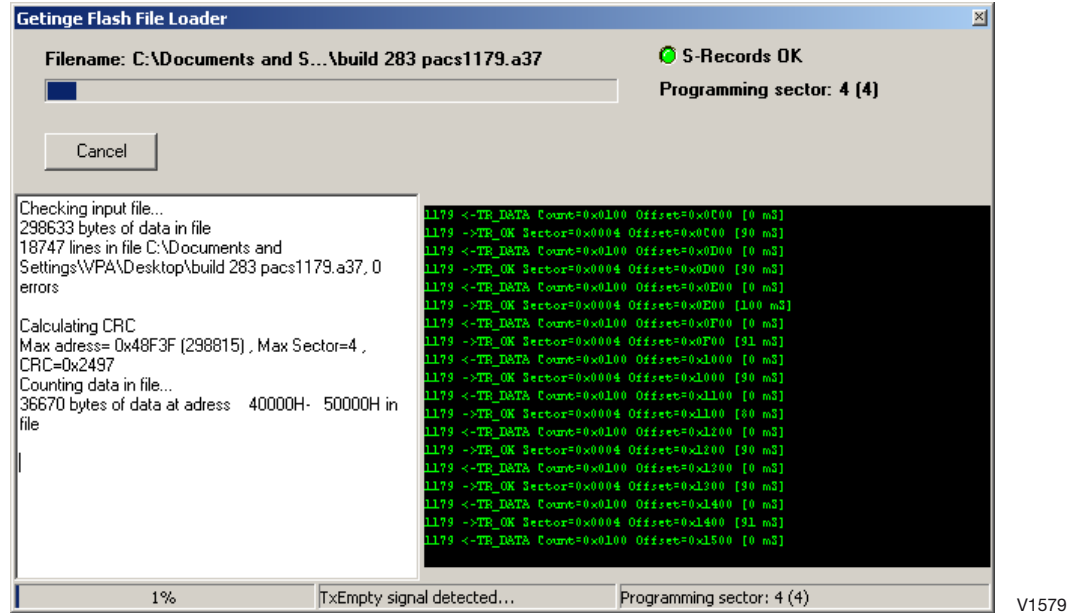 Getinge Flash File Loader
Filename: C:\Documents and S...\build 283 pacs1179.a37
S-Records OK
Programming sector: 4 (4)
Cancel
Checking input file...
298633 bytes of data in file
18747 lines in file C:\Documents and
Settings\VPA\Desktop\build 283 pacs1179.a37, 0
errors
Calculating CRC
Max adress= 0x48F3F (298815) , Max Sector=4 ,
CRC=0x2497
Counting data in file...
36670 bytes of data at adress 40000H- 50000H in
file
1179 <-TR_DATA Count=0x0100 Offset=0x0C00 [0 mS]
1179 ->TR_OK Sector=0x0004 Offset=0x0C00 [90 mS]
1179 <-TR_DATA Count=0x0100 Offset=0x0D00 [0 mS]
1179 ->TR_OK Sector=0x0004 Offset=0x0D00 [90 mS]
1179 <-TR_DATA Count=0x0100 Offset=0x0E00 [0 mS]
1179 ->TR_OK Sector=0x0004 Offset=0x0E00 [100 mS]
1179 <-TR_DATA Count=0x0100 Offset=0x0F00 [0 mS]
1179 ->TR_OK Sector=0x0004 Offset=0x0F00 [91 mS]
1179 <-TR_DATA Count=0x0100 Offset=0x1000 [0 mS]
1179 ->TR_OK Sector=0x0004 Offset=0x1000 [90 mS]
1179 <-TR_DATA Count=0x0100 Offset=0x1100 [0 mS]
1179 ->TR_OK Sector=0x0004 Offset=0x1100 [80 mS]
1179 <-TR_DATA Count=0x0100 Offset=0x1200 [0 mS]
1179 ->TR_OK Sector=0x0004 Offset=0x1200 [90 mS]
1179 <-TR_DATA Count=0x0100 Offset=0x1300 [0 mS]
1179 ->TR_OK Sector=0x0004 Offset=0x1300 [90 mS]
1179 <-TR_DATA Count=0x0100 Offset=0x1400 [0 mS]
1179 ->TR_OK Sector=0x0004 Offset=0x1400 [91 mS]
1179 <-TR_DATA Count=0x0100 Offset=0x1500 [0 mS]
1%
TxEmpty signal detected...
Programming sector: 4 (4)
V1579